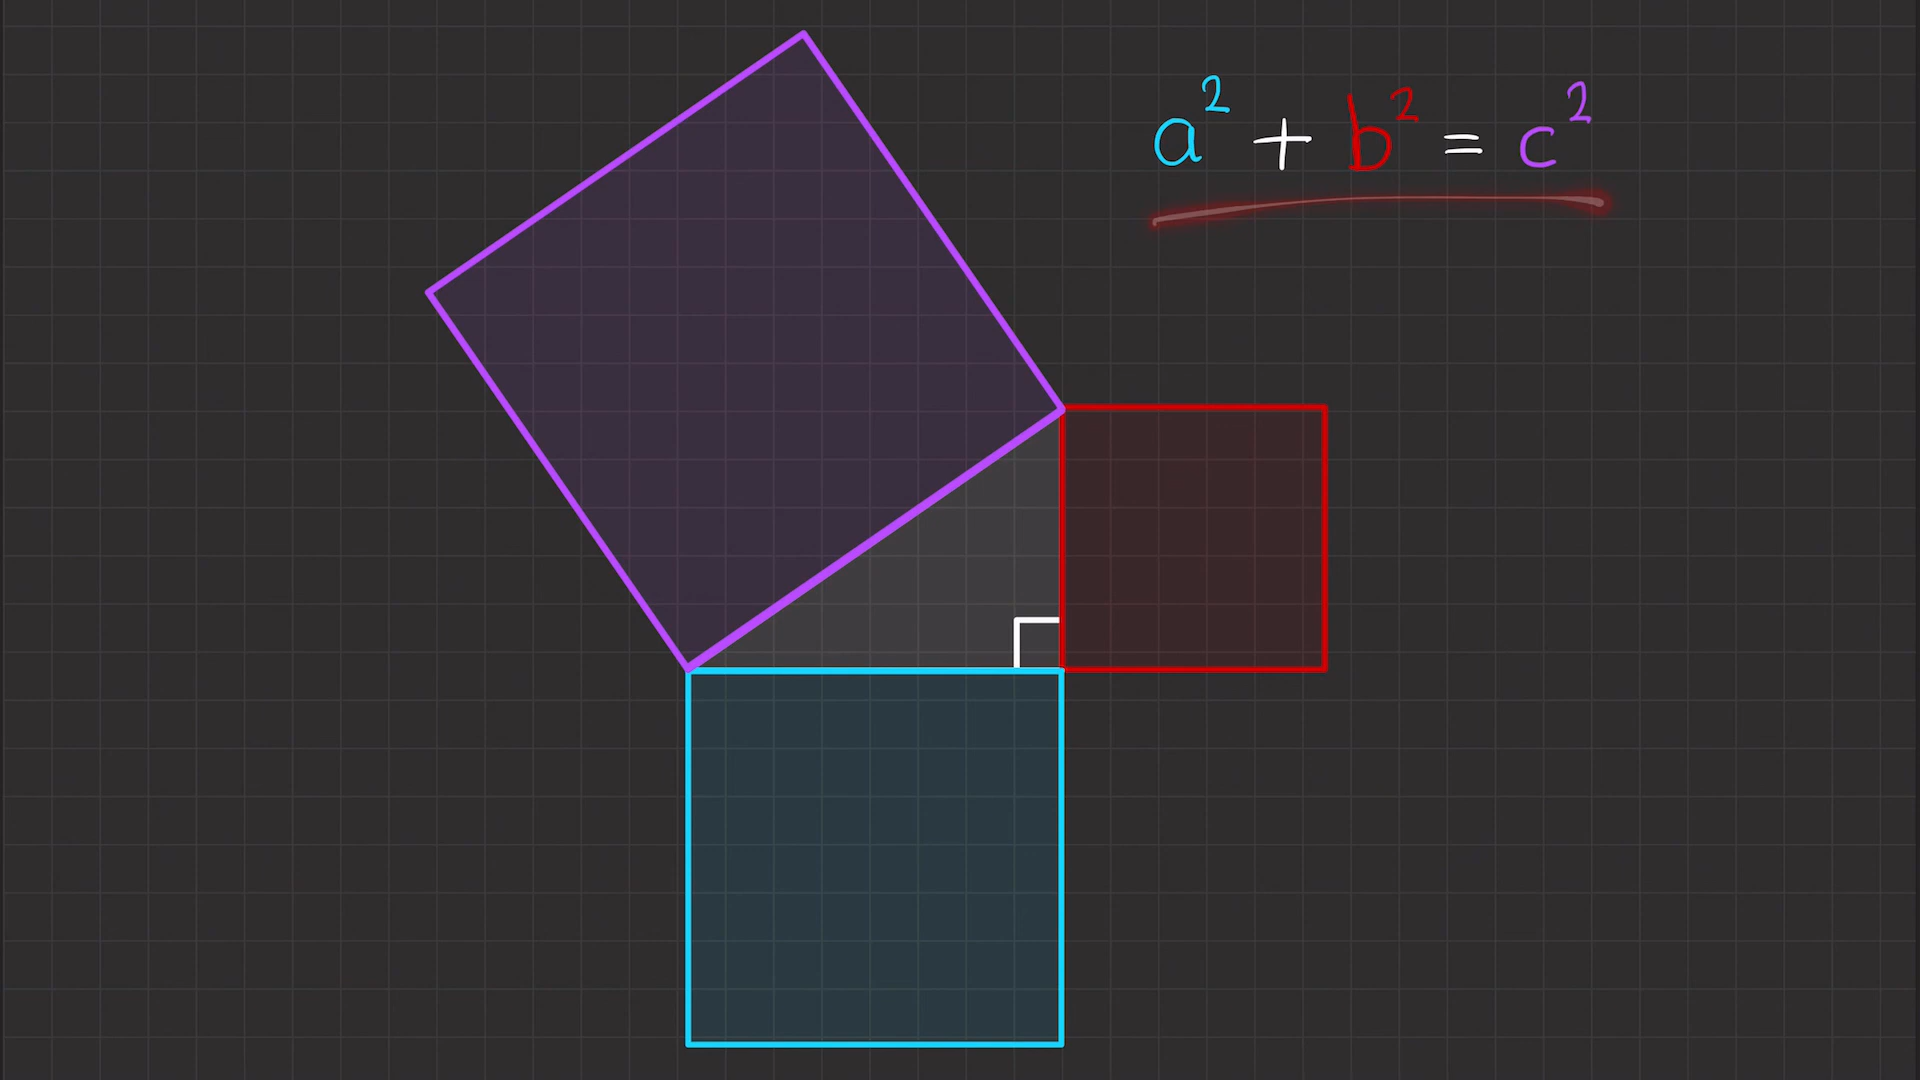 a² + b² = c²